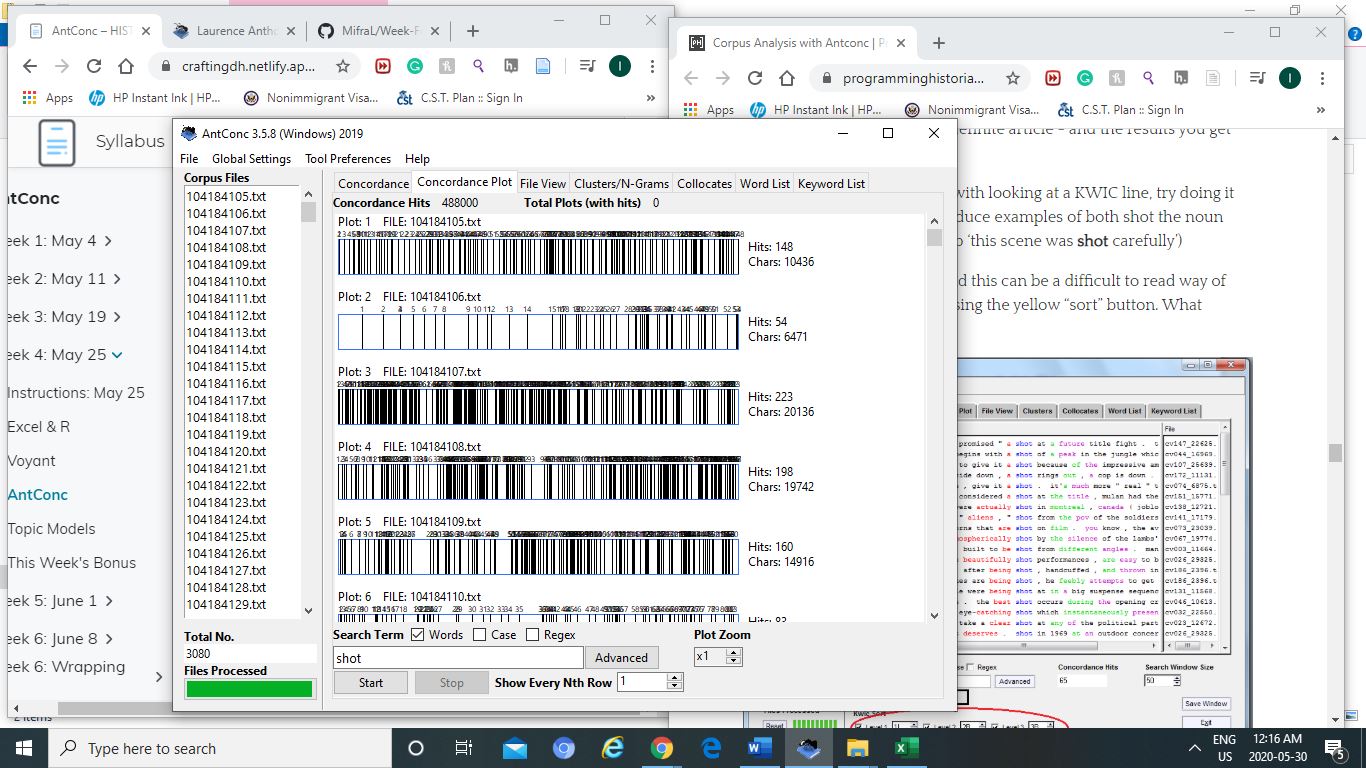 AntConc – HIST
Laurence Antho
MifraL/Week-F
craftingdh.netlify.ap...
Apps
HP Instant Ink | HP...
Nonimmigrant Visa...
C.S.T. Plan :: Sign In
»
Corpus Analysis with Antconc | P
programminghistoria...
Apps
HP Instant Ink | HP...
Nonimmigrant Visa...
C.S.T. Plan :: Sign In
»
Syllabus
ntConc
eek 1: May 4
eek 2: May 11
eek 3: May 19
eek 4: May 25
Instructions: May 25
Excel & R
Voyant
AntConc
Topic Models
This Week's Bonus
eek 5: June 1
eek 6: June 8
eek 6: Wrapping
2 items
AntConc 3.5.8 (Windows) 2019
File Global Settings Tool Preferences Help
Corpus Files
104184105.txt
104184106.txt
104184107.txt
104184108.txt
104184109.txt
104184110.txt
104184111.txt
104184112.txt
104184113.txt
104184114.txt
104184115.txt
104184116.txt
104184117.txt
104184118.txt
104184119.txt
104184120.txt
104184121.txt
104184122.txt
104184123.txt
104184124.txt
104184125.txt
104184126.txt
104184127.txt
104184128.txt
104184129.txt
Total No.
3080
Files Processed
Concordance Concordance Plot File View Clusters/N-Grams Collocates Word List Keyword List
Concordance Hits 488000 Total Plots (with hits) 0
Plot: 1 FILE: 104184105.txt
Hits: 148
Chars: 10436
Plot: 2 FILE: 104184106.txt
Hits: 54
Chars: 6471
Plot: 3 FILE: 104184107.txt
Hits: 223
Chars: 20136
Plot: 4 FILE: 104184108.txt
Hits: 198
Chars: 19742
Plot: 5 FILE: 104184109.txt
Hits: 160
Chars: 14916
Plot: 6 FILE: 104184110.txt
Hits: 83
Search Term Words Case Regex
shot
Advanced
Start Stop Show Every Nth Row 1
Plot Zoom
x1
efinite article – and the results you get
with looking at a KWIC line, try doing it
duce examples of both shot the noun
o ‘this scene was shot carefully’)
d this can be a difficult to read way of
sing the yellow “sort” button. What
Plot File View Clusters Collocates Word List Keyword List
File
promised " a shot at a future title fight . cv147_22625.
begins with a shot of a peak in the jungle whic cv044_16969.
to give it a shot because of the impressive am cv107_25639.
ide down , a shot rings out , a cop is down . cv172_11131.
, give it a shot . it's much more " real " t cv074_6875.t
considered a shot at the title , mulan had the cv151_15771.
were actually shot in montreal , canada ( joblo cv138_12721.
" aliens , " shot from the pov of the soldiers cv141_17179.
urns that are shot on film . you know , the av cv073_23039.
mospherically shot by the silence of the lambs' cv067_19774.
built to be shot from different angles . man cv003_11664.
beautifully shot performances , are easy to b cv026_29825.
after being shot , handcuffed , and thrown in cv186_2396.t
es are being shot , he feebly attempts to get cv186_2396.t
e were being shot at in a big suspense sequenc cv131_11568.
. the best shot occurs during the opening cr cv046_10613.
eye-catching shot which instantaneously presen cv032_22550.
take a clear shot at any of the political part cv023_12672.
deserves . shot in 1969 at an outdoor concer cv026_29325.
Regex
Advanced
Concordance Hits
65
Search Window Size
50
Save Window
Exit
Reset
Kwic Sort
Level 1 1L Level 2 2R Level 3 3R
Type here to search
ENG
US
12:16 AM
2020-05-30
5